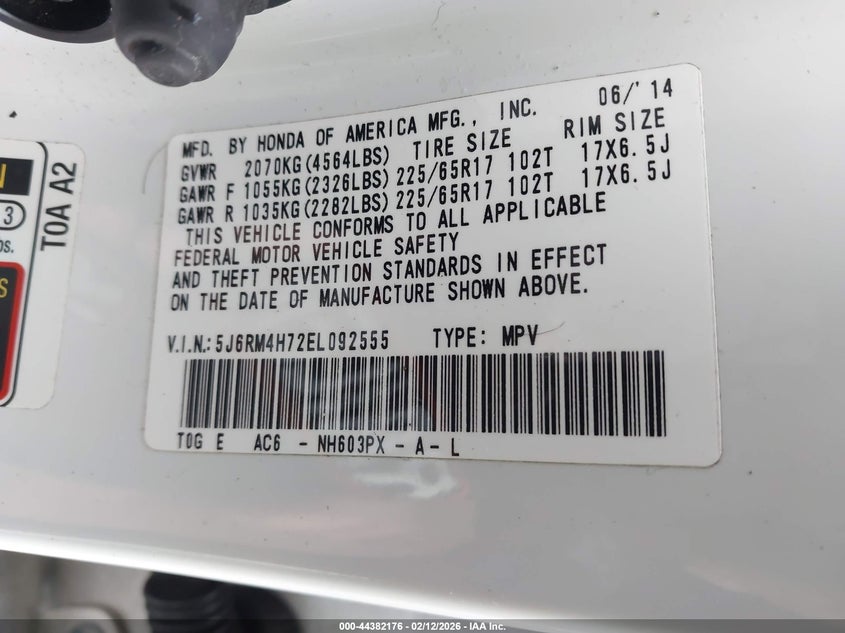 MFD. BY HONDA OF AMERICA MFG., INC. 06/'14
GVWR 2070KG(4564LBS) TIRE SIZE RIM SIZE
GAWR F 1055KG(2326LBS) 225/65R17 102T 17X6.5J
GAWR R 1035KG(2282LBS) 225/65R17 102T 17X6.5J
THIS VEHICLE CONFORMS TO ALL APPLICABLE
FEDERAL MOTOR VEHICLE SAFETY
AND THEFT PREVENTION STANDARDS IN EFFECT
ON THE DATE OF MANUFACTURE SHOWN ABOVE.
V.I.N.: 5J6RM4H72EL092555 TYPE: MPV
T0G E AC6 - NH603PX - A - L
T0A A2
3
000-44382176 - 02/12/2026 - IAA Inc.